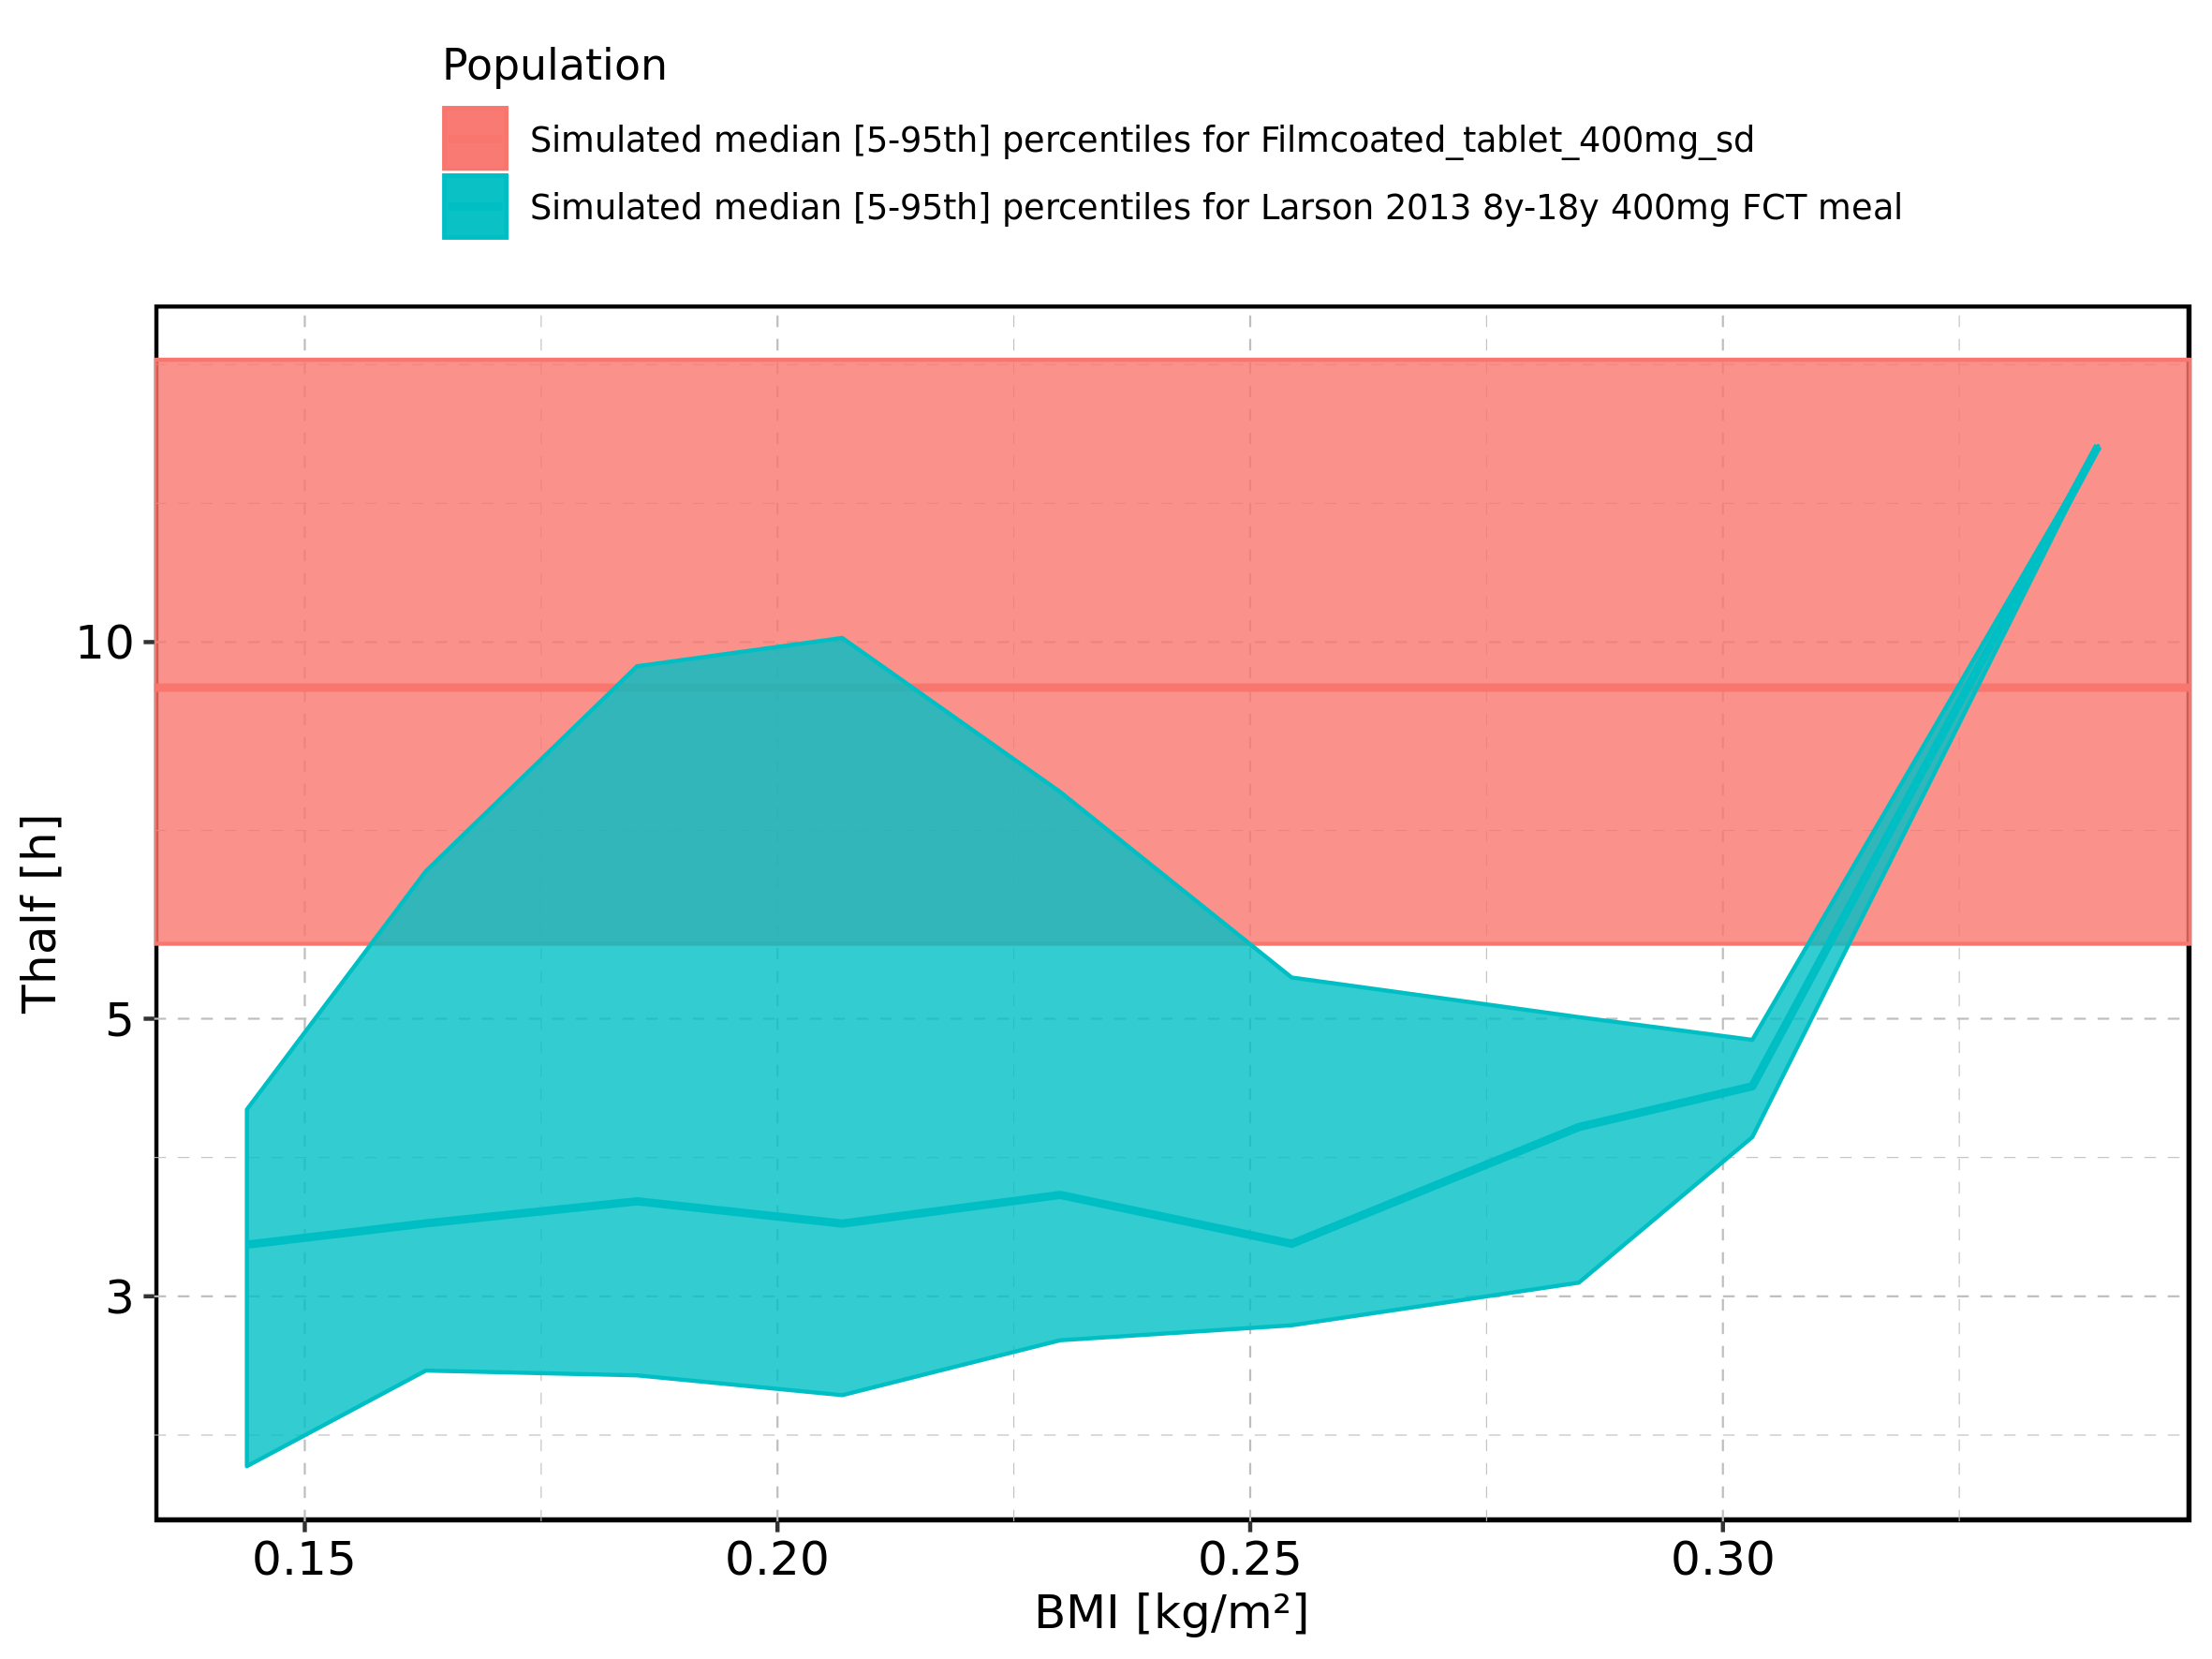 Population
Simulated median [5-95th] percentiles for Filmcoated_tablet_400mg_sd
Simulated median [5-95th] percentiles for Larson 2013 8y-18y 400mg FCT meal
Thalf [h]
10
5
3
0.15 0.20 0.25 0.30
BMI [kg/m²]